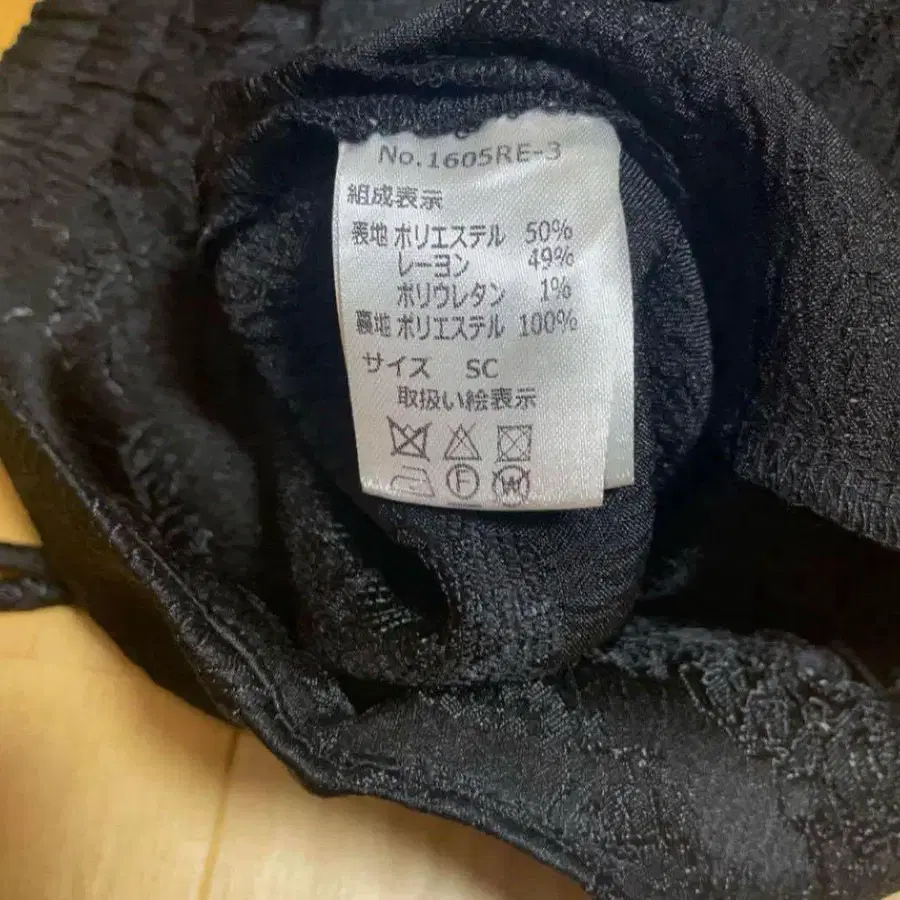 No.1605RE-3
組成表示
表地 ポリエステル 50%
レーヨン 49%
ポリウレタン 1%
裏地 ポリエステル 100%
サイズ SC
取扱い絵表示
F W